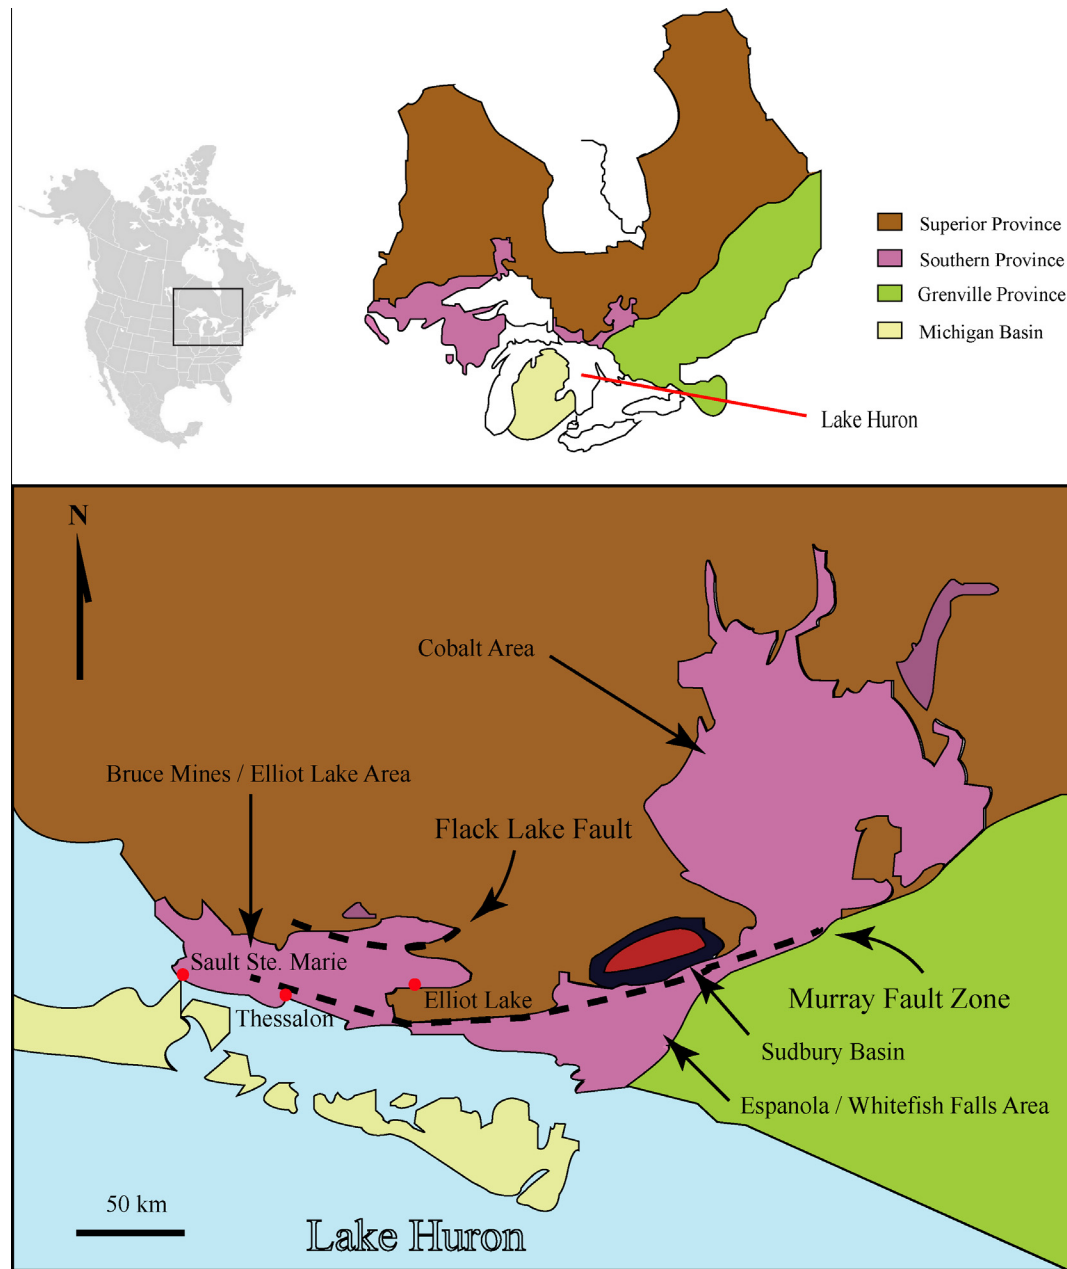 Superior Province
Southern Province
Grenville Province
Michigan Basin
Lake Huron
N
Cobalt Area
Bruce Mines / Elliot Lake Area
Flack Lake Fault
Sault Ste. Marie
Elliot Lake
Thessalon
Murray Fault Zone
Sudbury Basin
Espanola / Whitefish Falls Area
50 km
Lake Huron